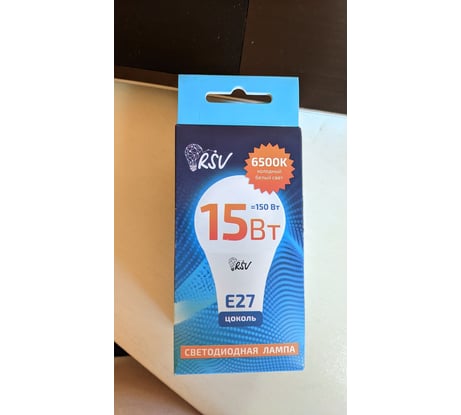 RSV
6500K
холодный
белый свет
=150 Вт
15Вт
RSV
E27
ЦОКОЛЬ
СВЕТОДИОДНАЯ ЛАМПА